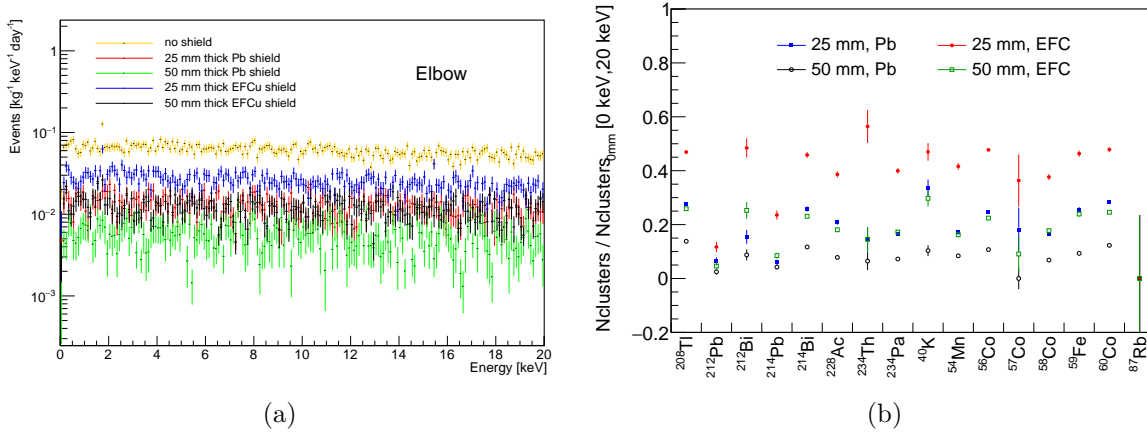 Events [kg⁻¹ keV⁻¹ day⁻¹]
1
10⁻¹
10⁻²
10⁻³
no shield
25 mm thick Pb shield
50 mm thick Pb shield
25 mm thick EFCu shield
50 mm thick EFCu shield
Elbow
0 2 4 6 8 10 12 14 16 18 20
Energy [keV]
(a)
Nclusters / Nclusters₀ₘₘ [0 keV,20 keV]
1
0.8
0.6
0.4
0.2
0
−0.2
25 mm, Pb 25 mm, EFC
50 mm, Pb 50 mm, EFC
²⁰⁸Tl ²¹²Pb ²¹²Bi ²¹⁴Pb ²¹⁴Bi ²²⁸Ac ²³⁴Th ²³⁴Pa ⁴⁰K ⁵⁴Mn ⁵⁶Co ⁵⁷Co ⁵⁸Co ⁵⁹Fe ⁶⁰Co ⁸⁷Rb
(b)